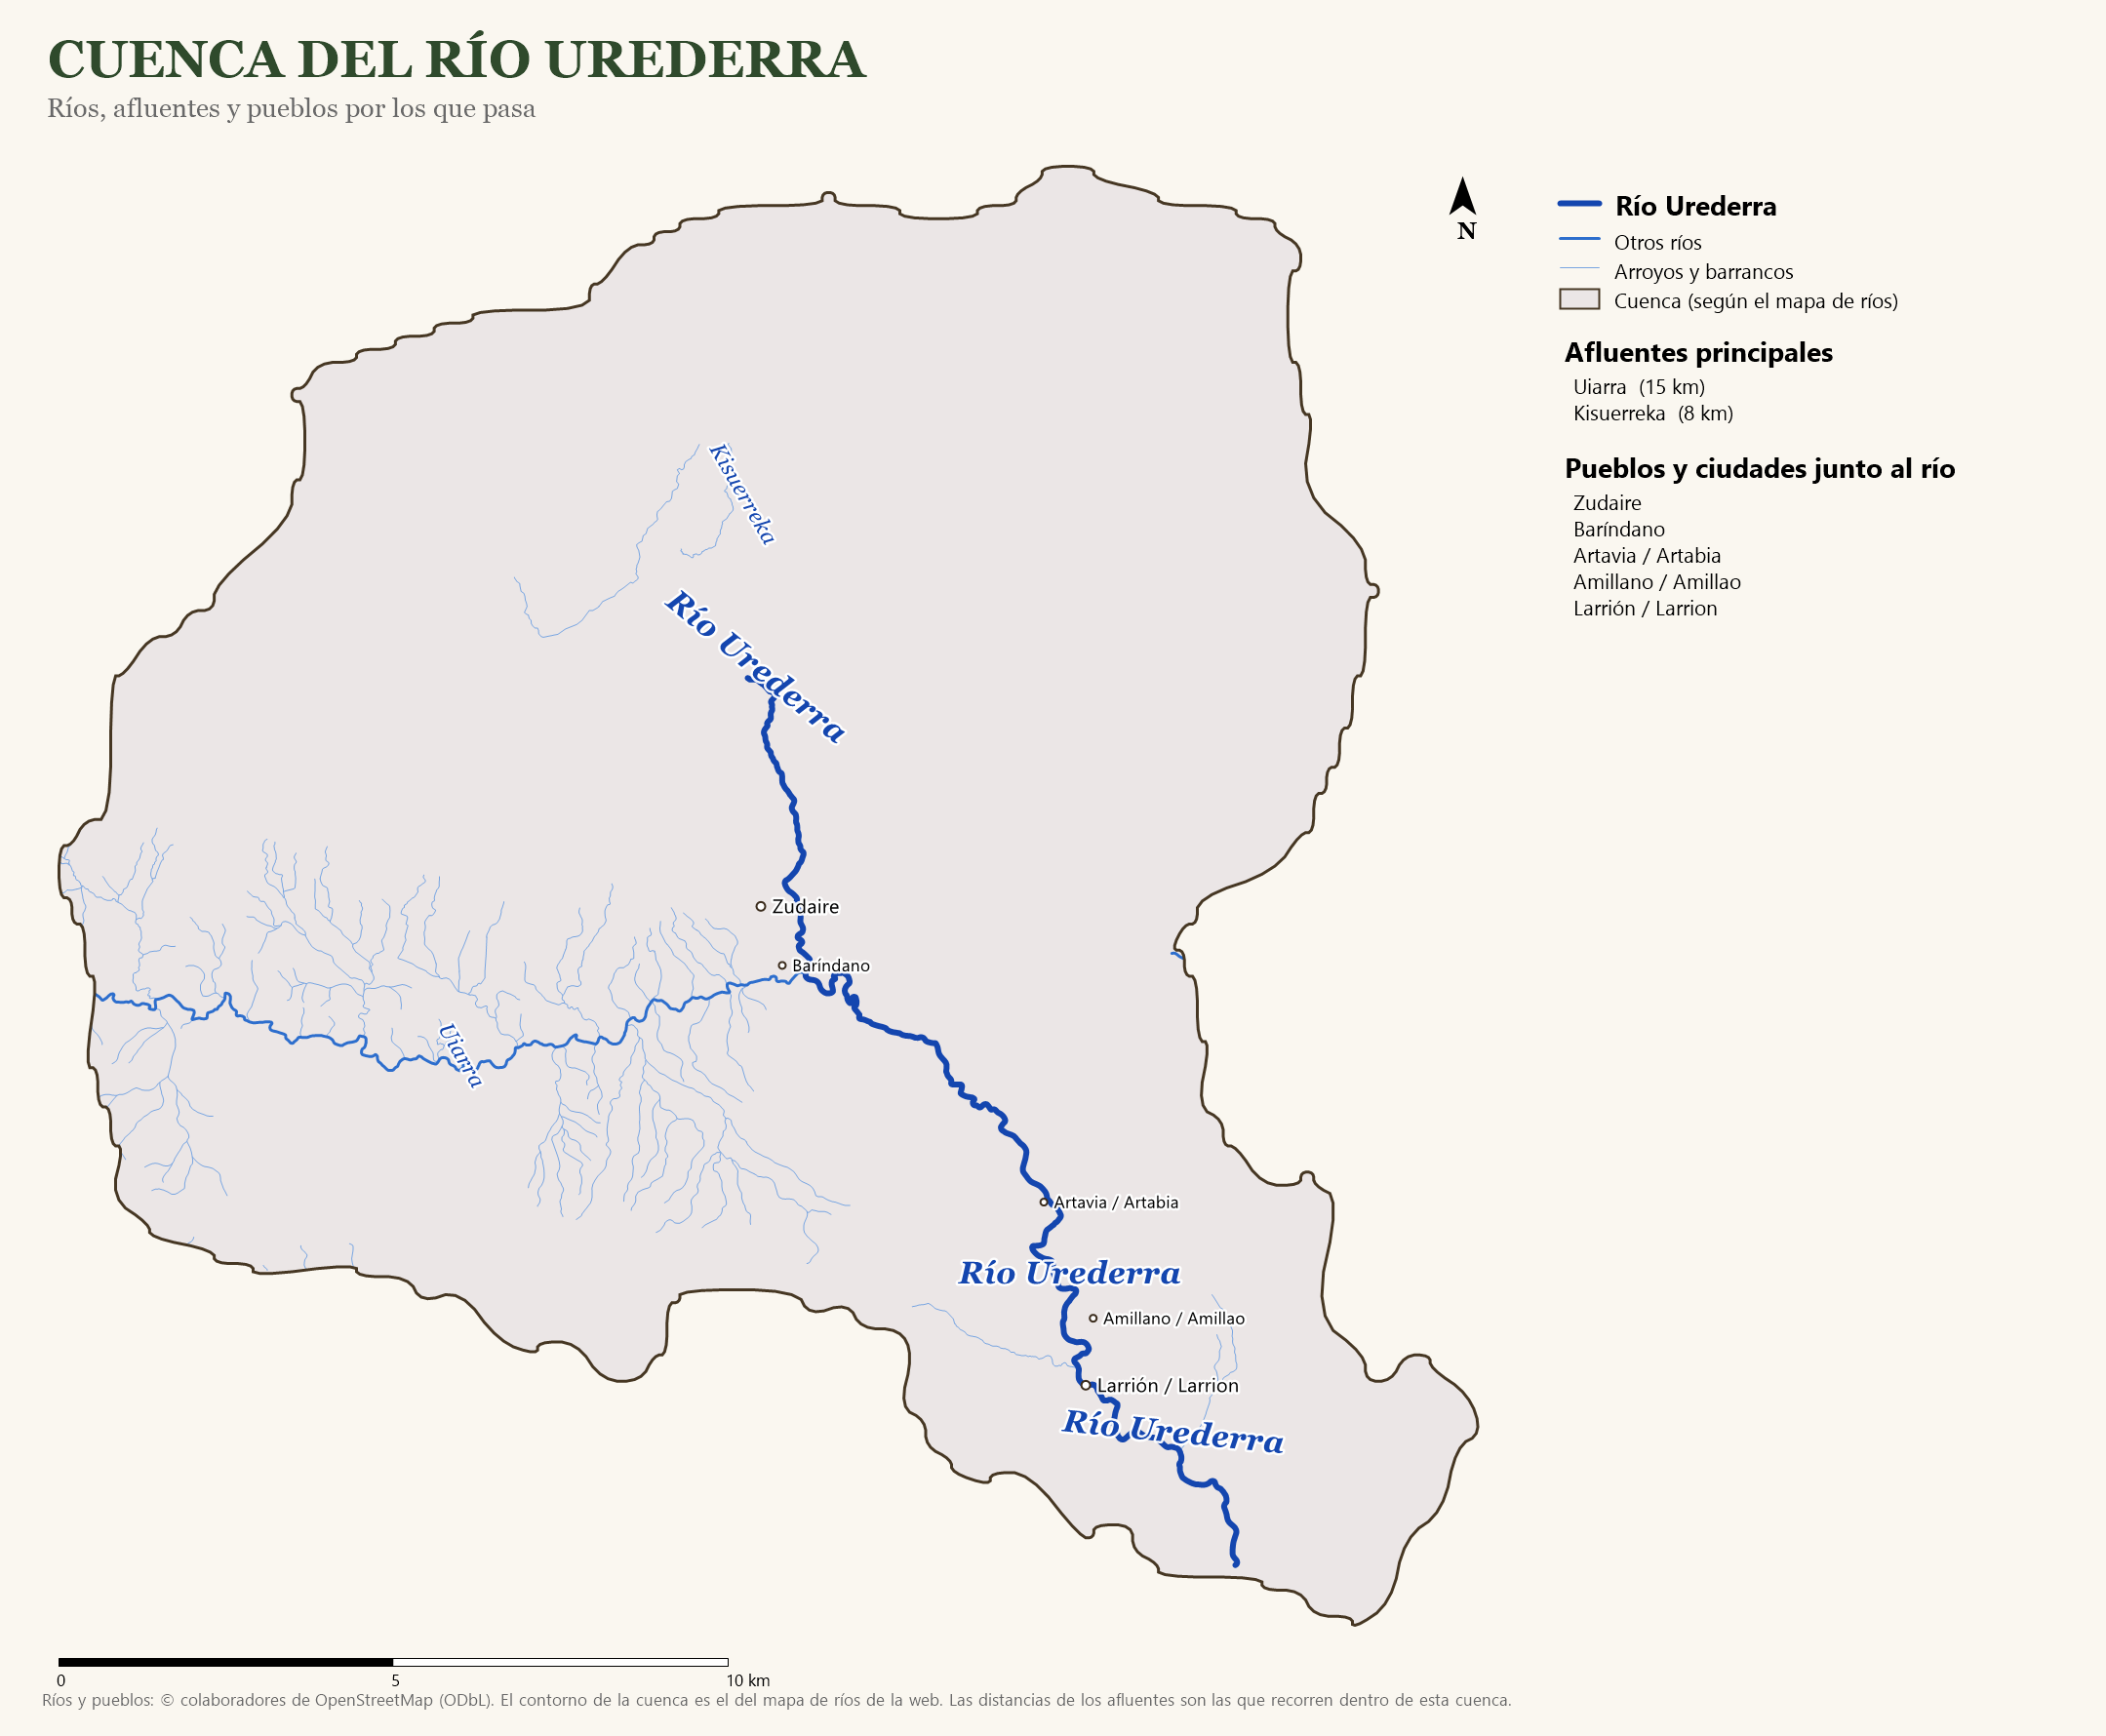 CUENCA DEL RÍO UREDERRA
Ríos, afluentes y pueblos por los que pasa
N
Río Urederra
Otros ríos
Arroyos y barrancos
Cuenca (según el mapa de ríos)
Afluentes principales
Uiarra (15 km)
Kisuerreka (8 km)
Pueblos y ciudades junto al río
Zudaire
Baríndano
Artavia / Artabia
Amillano / Amillao
Larrión / Larrion
Kisuerreka
Río Urederra
Zudaire
Baríndano
Uiarra
Artavia / Artabia
Río Urederra
Amillano / Amillao
Larrión / Larrion
Río Urederra
0 5 10 km
Ríos y pueblos: © colaboradores de OpenStreetMap (ODbL). El contorno de la cuenca es el del mapa de ríos de la web. Las distancias de los afluentes son las que recorren dentro de esta cuenca.